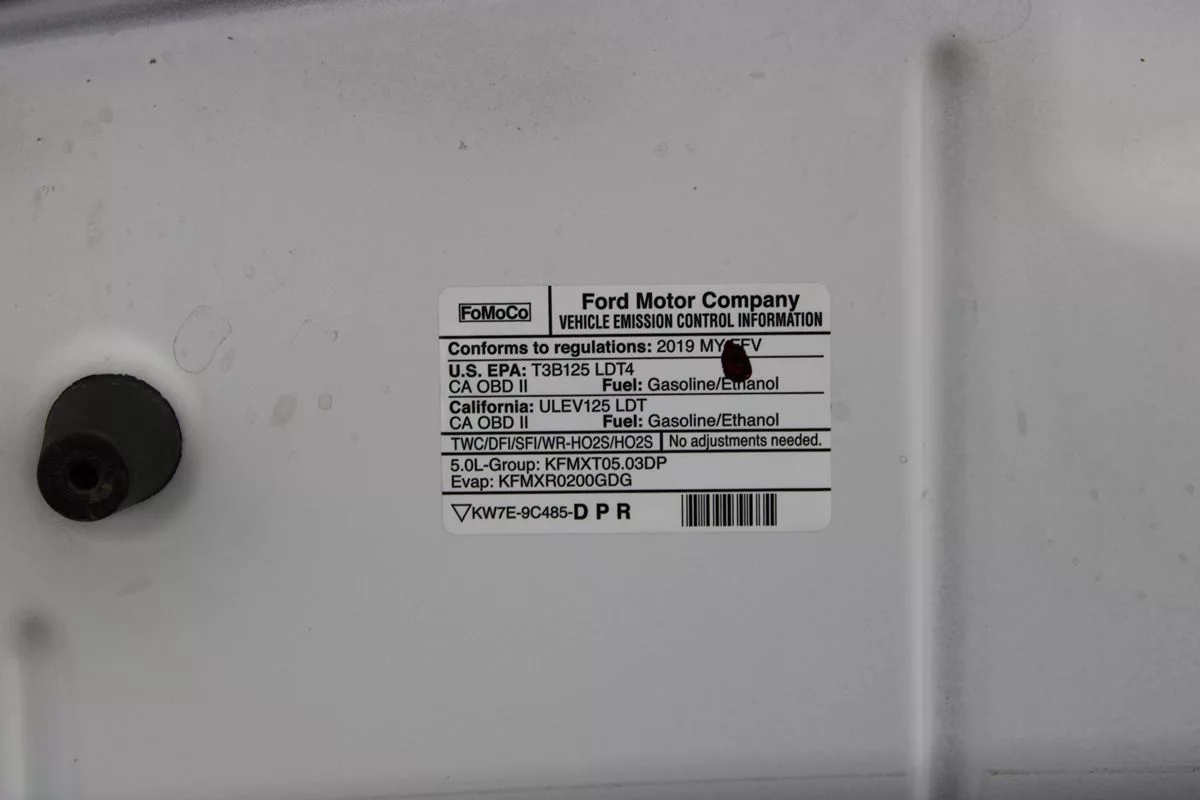 FoMoCo
Ford Motor Company
VEHICLE EMISSION CONTROL INFORMATION
Conforms to regulations: 2019 MY FFV
U.S. EPA: T3B125 LDT4
CA OBD II Fuel: Gasoline/Ethanol
California: ULEV125 LDT
CA OBD II Fuel: Gasoline/Ethanol
TWC/DFI/SFI/WR-HO2S/HO2S No adjustments needed.
5.0L-Group: KFMXT05.03DP
Evap: KFMXR0200GDG
KW7E-9C485-D P R